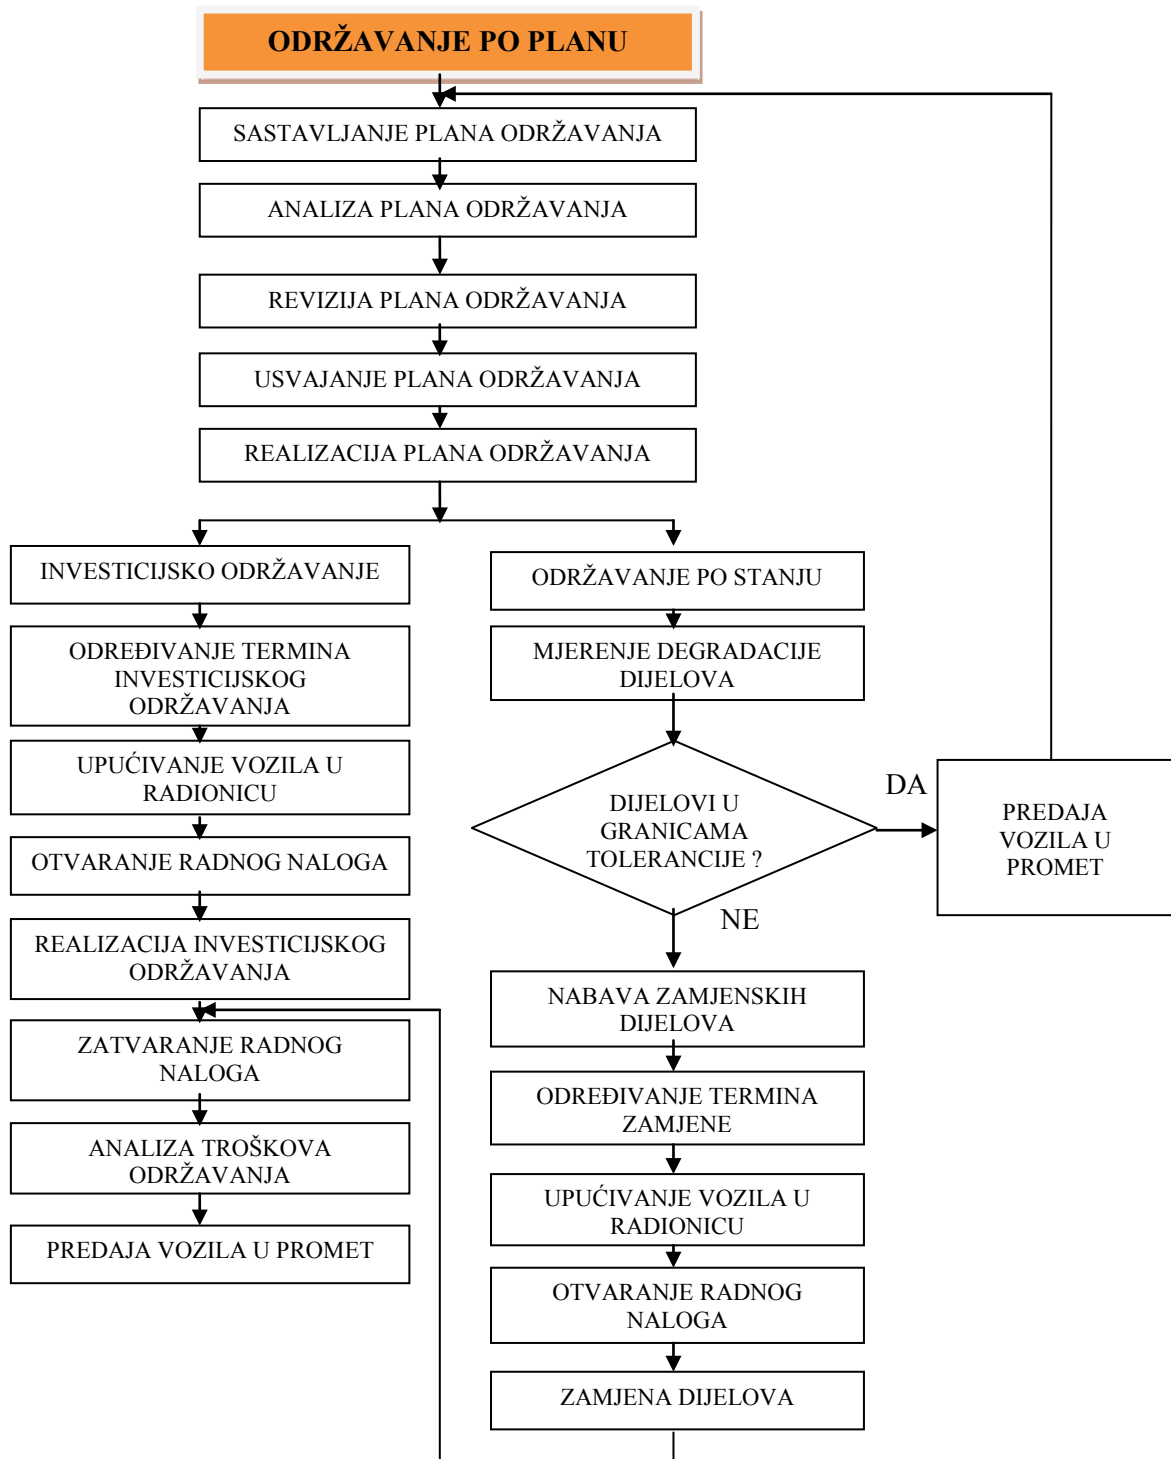 ODRŽAVANJE PO PLANU
SASTAVLJANJE PLANA ODRŽAVANJA
ANALIZA PLANA ODRŽAVANJA
REVIZIJA PLANA ODRŽAVANJA
USVAJANJE PLANA ODRŽAVANJA
REALIZACIJA PLANA ODRŽAVANJA
INVESTICIJSKO ODRŽAVANJE
ODREĐIVANJE TERMINA
INVESTICIJSKOG
ODRŽAVANJA
UPUĆIVANJE VOZILA U
RADIONICU
OTVARANJE RADNOG NALOGA
REALIZACIJA INVESTICIJSKOG
ODRŽAVANJA
ZATVARANJE RADNOG
NALOGA
ANALIZA TROŠKOVA
ODRŽAVANJA
PREDAJA VOZILA U PROMET
ODRŽAVANJE PO STANJU
MJERENJE DEGRADACIJE
DIJELOVA
DIJELOVI U
GRANICAMA
TOLERANCIJE ?
DA
PREDAJA
VOZILA U
PROMET
NE
NABAVA ZAMJENSKIH
DIJELOVA
ODREĐIVANJE TERMINA
ZAMJENE
UPUĆIVANJE VOZILA U
RADIONICU
OTVARANJE RADNOG
NALOGA
ZAMJENA DIJELOVA